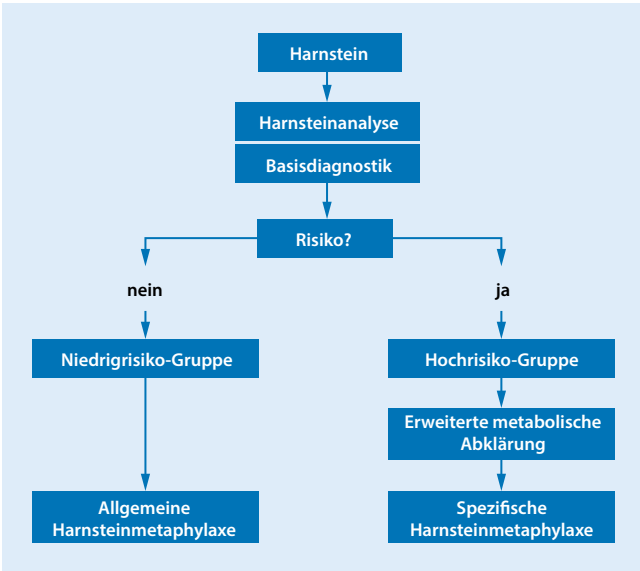 Harnstein
Harnsteinanalyse
Basisdiagnostik
Risiko?
nein
ja
Niedrigrisiko-Gruppe
Hochrisiko-Gruppe
Erweiterte metabolische
Abklärung
Allgemeine
Harnsteinmetaphylaxe
Spezifische
Harnsteinmetaphylaxe